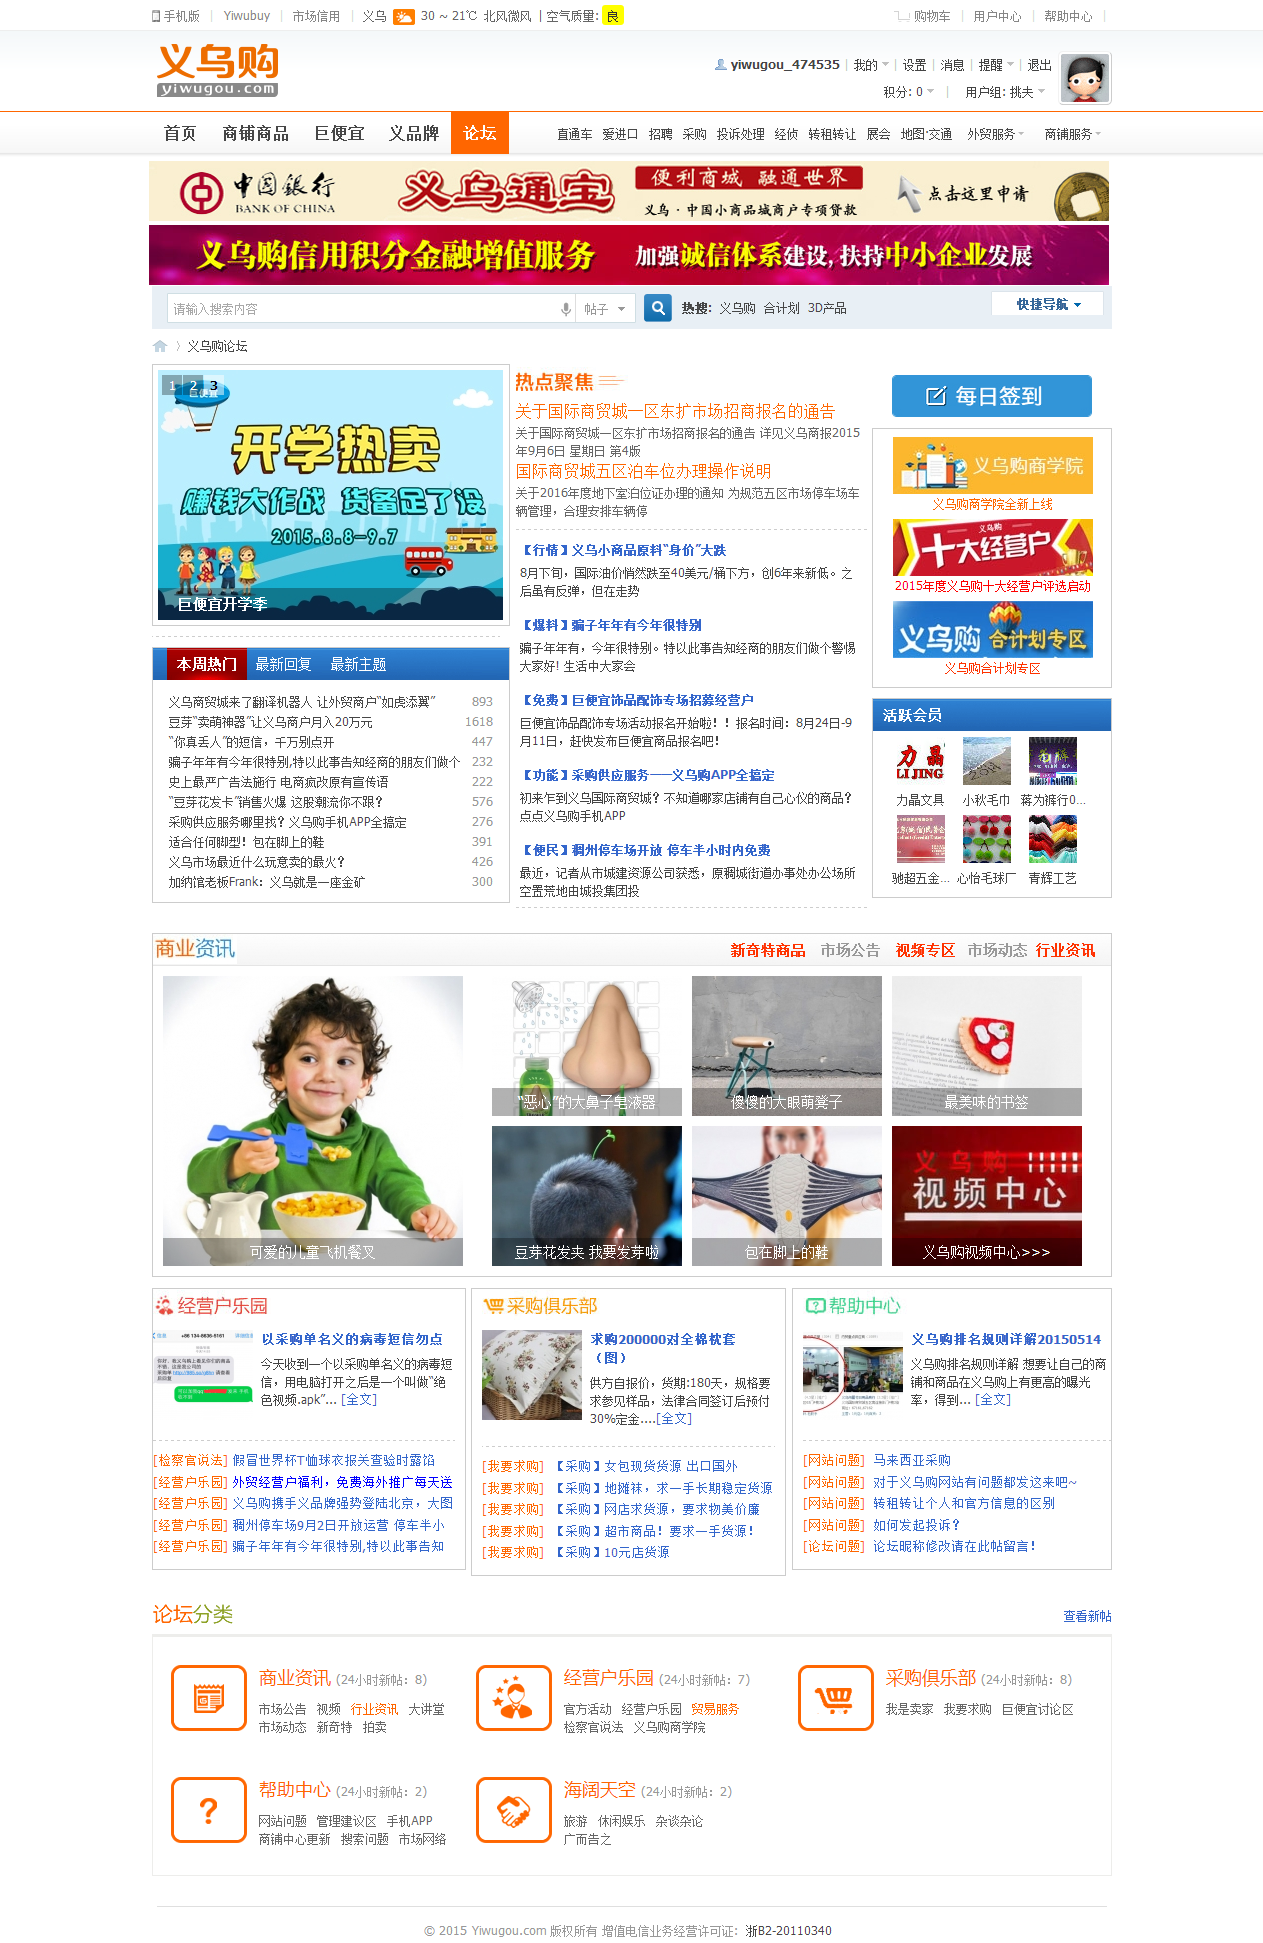 手机版 | Yiwubuy | 市场信用 | 义乌 30 ~ 21℃ 北风微风 | 空气质量: 良
购物车 | 用户中心 | 帮助中心 |
义乌购
yiwugou.com
yiwugou_474535 | 我的 | 设置 | 消息 | 提醒 | 退出
积分: 0 | 用户组: 挑夫
首页 商铺商品 巨便宜 义品牌 论坛
直通车 爱进口 招聘 采购 投诉处理 经侦 转租转让 展会 地图·交通 外贸服务 商铺服务
中国银行
BANK OF CHINA
义乌通宝
便利商城 融通世界
义乌·中国小商品城商户专项贷款
点击这里申请
义乌购信用积分金融增值服务 加强诚信体系建设, 扶持中小企业发展
请输入搜索内容 帖子
热搜: 义乌购 合计划 3D产品
快捷导航
义乌购论坛
1 2 3
巨便宜
开学热卖
赚钱大作战 货备足了没
2015.8.8-9.7
巨便宜开学季
热点聚焦
关于国际商贸城一区东扩市场招商报名的通告
关于国际商贸城一区东扩市场招商报名的通告 详见义乌商报2015
年9月6日 星期日 第4版
国际商贸城五区泊车位办理操作说明
关于2016年度地下室泊位证办理的通知 为规范五区市场停车场车
辆管理，合理安排车辆停
【行情】义乌小商品原料“身价”大跌
8月下旬，国际油价悄然跌至40美元/桶下方，创6年来新低。之
后虽有反弹，但在走势
【爆料】骗子年年有今年很特别
骗子年年有，今年很特别。特以此事告知经商的朋友们做个警惕
大家好! 生活中大家会
【免费】巨便宜饰品配饰专场招募经营户
巨便宜饰品配饰专场活动报名开始啦！！报名时间：8月24日-9
月11日，赶快发布巨便宜商品报名吧!
【功能】采购供应服务——义乌购APP全搞定
初来乍到义乌国际商贸城？不知道哪家店铺有自己心仪的商品？
点点义乌购手机APP
【便民】稠州停车场开放 停车半小时内免费
最近，记者从市城建资源公司获悉，原稠城街道办事处办公场所
空置荒地由城投集团投
每日签到
义乌购商学院
义乌购商学院全新上线
义乌购
十大经营户
2015年度义乌购十大经营户评选启动
义乌购 合计划专区
义乌购合计划专区
本周热门 最新回复 最新主题
义乌商贸城来了翻译机器人 让外贸商户“如虎添翼” 893
豆芽“卖萌神器”让义乌商户月入20万元 1618
“你真丢人”的短信，千万别点开 447
骗子年年有今年很特别,特以此事告知经商的朋友们做个 232
史上最严广告法施行 电商疯改原有宣传语 222
“豆芽花发卡”销售火爆 这股潮流你不跟？ 576
采购供应服务哪里找？义乌购手机APP全搞定 276
适合任何脚型！包在脚上的鞋 391
义乌市场最近什么玩意卖的最火？ 426
加纳馆老板Frank：义乌就是一座金矿 300
活跃会员
力晶
LI JING
力晶文具 小秋毛巾 蒋为裤行0...
驰超五金... 心怡毛球厂 青辉工艺
商业资讯
新奇特商品 市场公告 视频专区 市场动态 行业资讯
可爱的儿童飞机餐叉
“恶心”的大鼻子皂液器
傻傻的大眼萌凳子
最美味的书签
豆芽花发夹 我要发芽啦
包在脚上的鞋
义乌购
视频中心
义乌购视频中心>>>
经营户乐园
以采购单名义的病毒短信勿点
今天收到一个以采购单名义的病毒短
信，用电脑打开之后是一个叫做“绝
色视频.apk”... [全文]
[检察官说法] 假冒世界杯T恤球衣报关查验时露馅
[经营户乐园] 外贸经营户福利，免费海外推广每天送
[经营户乐园] 义乌购携手义品牌强势登陆北京，大图
[经营户乐园] 稠州停车场9月2日开放运营 停车半小
[经营户乐园] 骗子年年有今年很特别,特以此事告知
采购俱乐部
求购200000对全棉枕套
（图）
供方自报价，货期:180天，规格要
求参见样品，法律合同签订后预付
30%定金....[全文]
[我要求购] 【采购】女包现货货源 出口国外
[我要求购] 【采购】地摊袜，求一手长期稳定货源
[我要求购] 【采购】网店求货源，要求物美价廉
[我要求购] 【采购】超市商品！要求一手货源！
[我要求购] 【采购】10元店货源
帮助中心
义乌购排名规则详解20150514
义乌购排名规则详解 想要让自己的商
铺和商品在义乌购上有更高的曝光
率，得到... [全文]
[网站问题] 马来西亚采购
[网站问题] 对于义乌购网站有问题都发这来吧~
[网站问题] 转租转让个人和官方信息的区别
[网站问题] 如何发起投诉？
[论坛问题] 论坛昵称修改请在此帖留言！
论坛分类 查看新帖
商业资讯 (24小时新帖：8)
市场公告 视频 行业资讯 大讲堂
市场动态 新奇特 拍卖
经营户乐园 (24小时新帖：7)
官方活动 经营户乐园 贸易服务
检察官说法 义乌购商学院
采购俱乐部 (24小时新帖：8)
我是卖家 我要求购 巨便宜讨论区
帮助中心 (24小时新帖：2)
网站问题 管理建议区 手机APP
商铺中心更新 搜索问题 市场网络
海阔天空 (24小时新帖：2)
旅游 休闲娱乐 杂谈杂论
广而告之
© 2015 Yiwugou.com 版权所有 增值电信业务经营许可证：浙B2-20110340